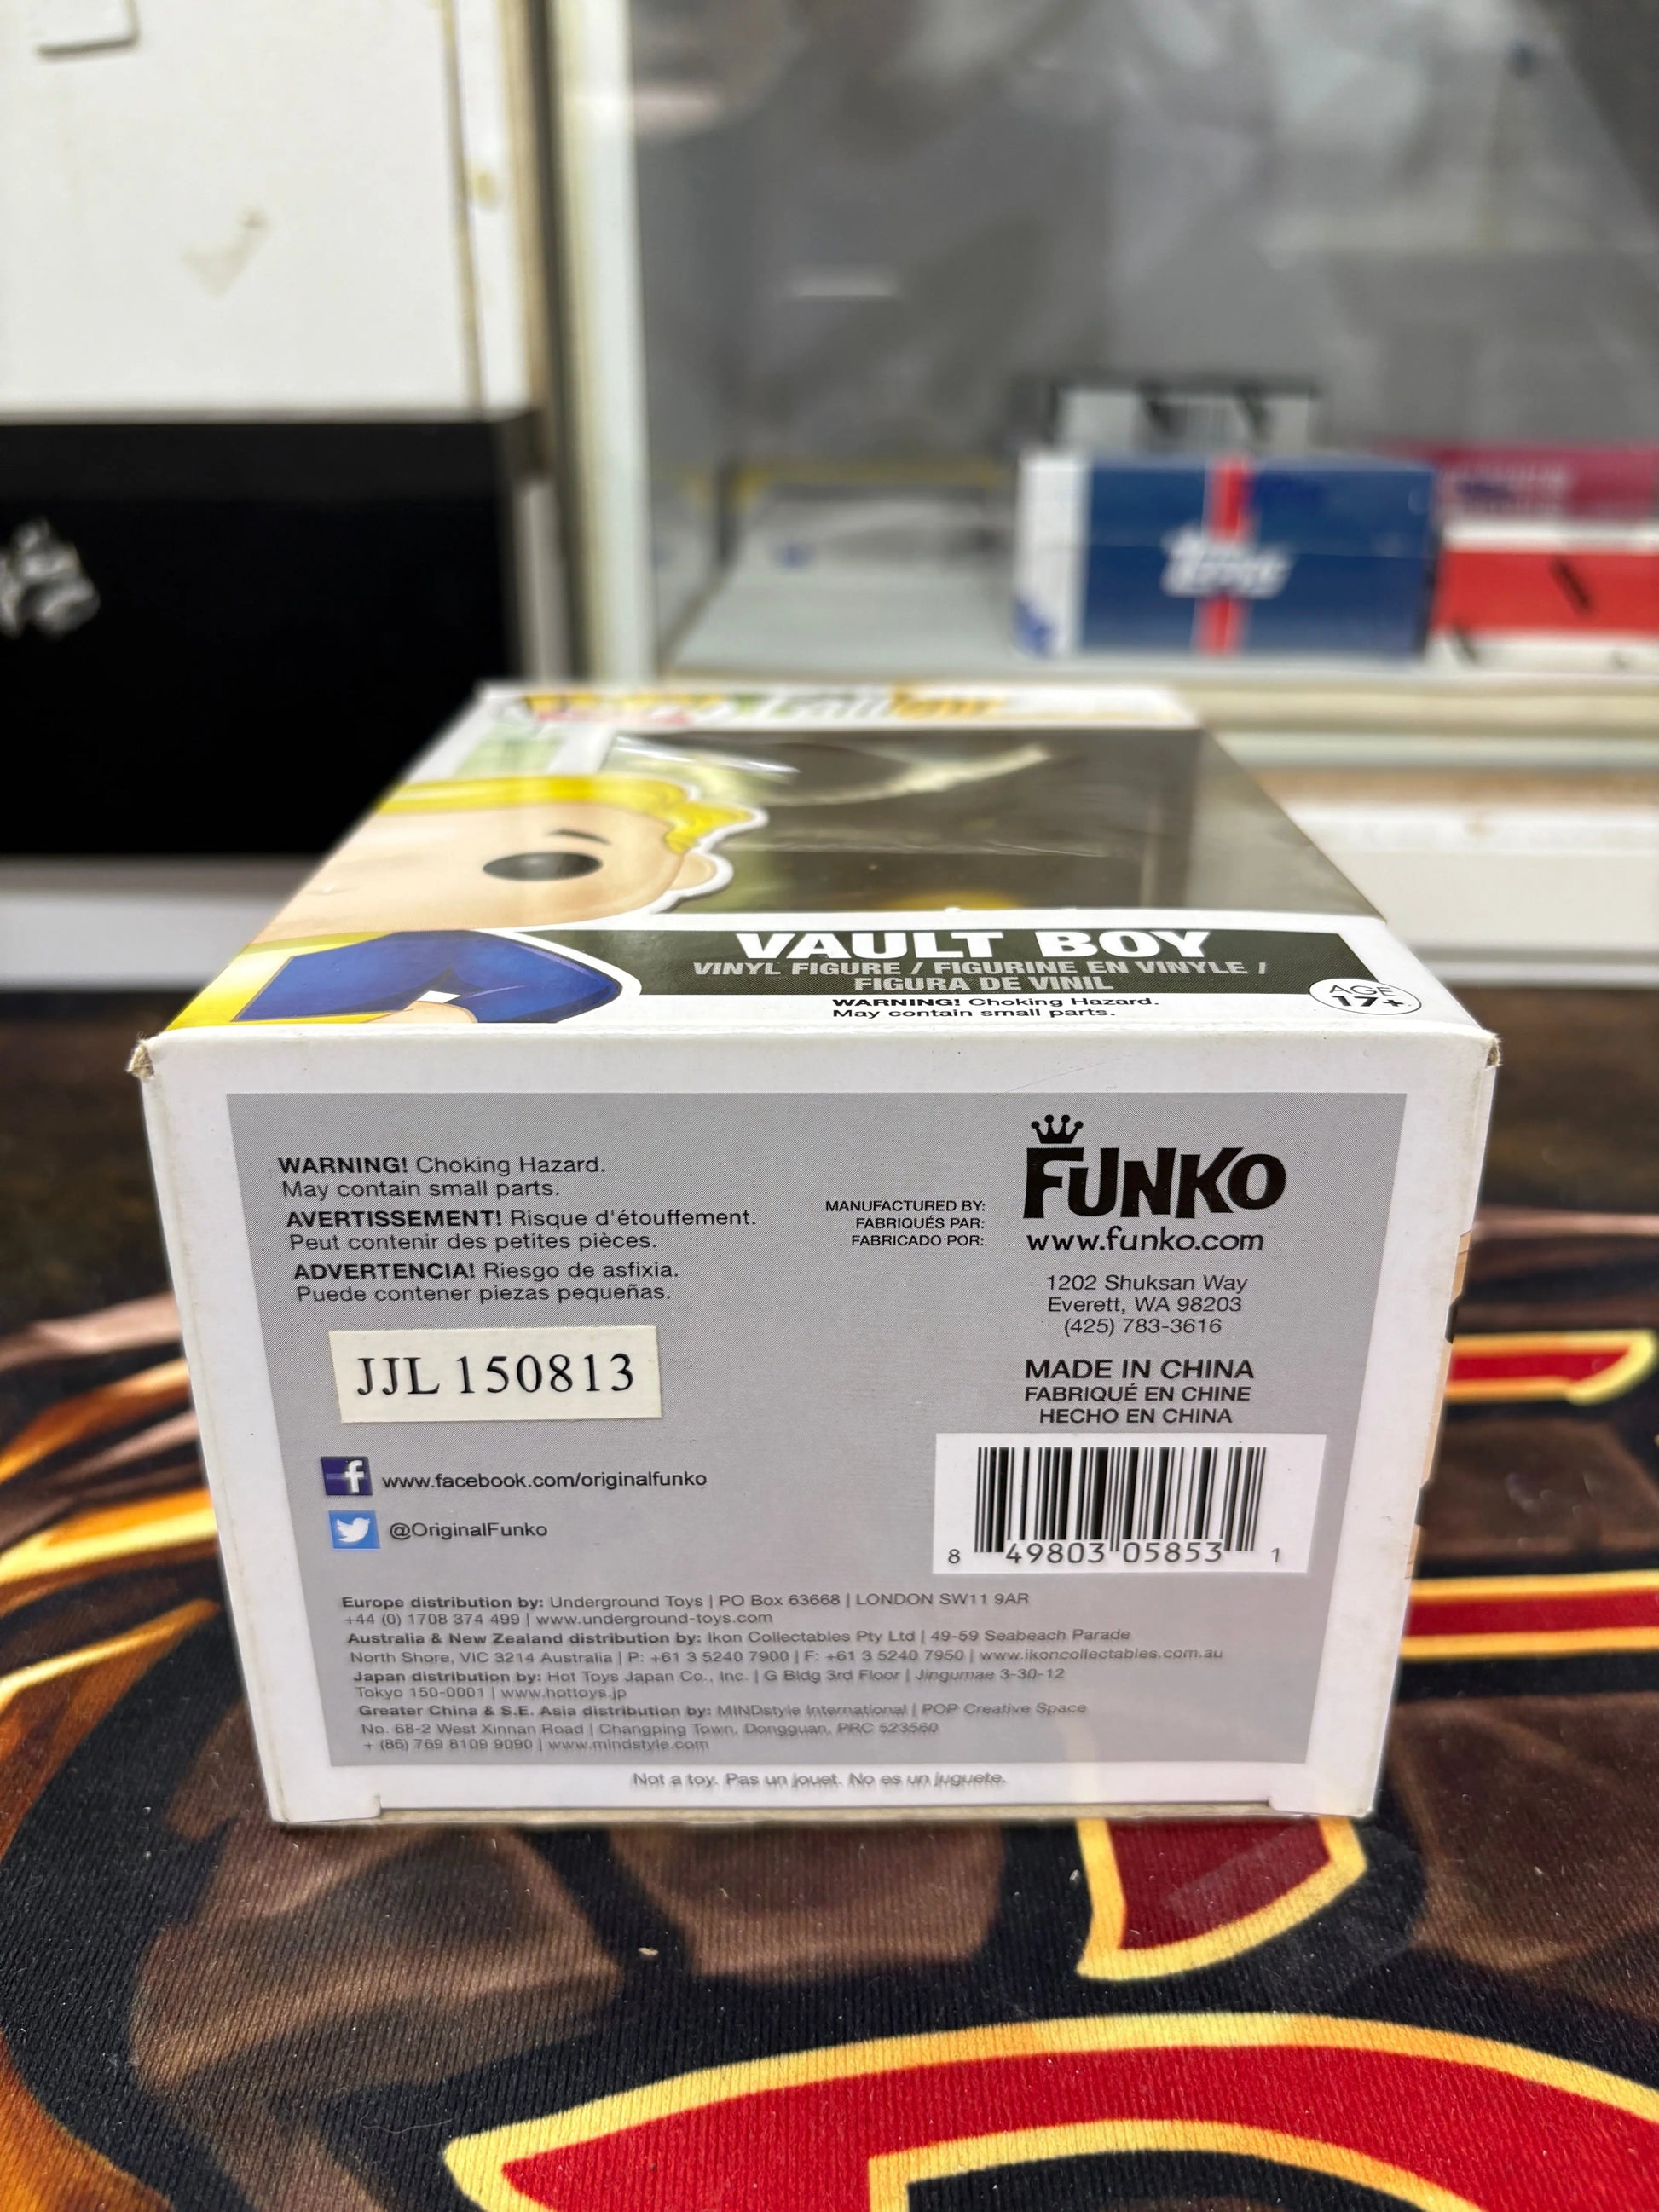 Topps
VAULT BOY
VINYL FIGURE / FIGURINE EN VINYLE /
FIGURA DE VINIL
WARNING! Choking Hazard.
May contain small parts.
AGE
17+
WARNING! Choking Hazard.
May contain small parts.
AVERTISSEMENT! Risque d'étouffement.
Peut contenir des petites pièces.
ADVERTENCIA! Riesgo de asfixia.
Puede contener piezas pequeñas.
JJL 150813
www.facebook.com/originalfunko
@OriginalFunko
MANUFACTURED BY:
FABRIQUÉS PAR:
FABRICADO POR:
FUNKO
www.funko.com
1202 Shuksan Way
Everett, WA 98203
(425) 783-3616
MADE IN CHINA
FABRIQUÉ EN CHINE
HECHO EN CHINA
8 49803 05853 1
Europe distribution by: Underground Toys | PO Box 63668 | LONDON SW11 9AR
+44 (0) 1708 374 499 | www.underground-toys.com
Australia & New Zealand distribution by: Ikon Collectables Pty Ltd | 49-59 Seabeach Parade
North Shore, VIC 3214 Australia | P: +61 3 5240 7900 | F: +61 3 5240 7950 | www.ikoncollectables.com.au
Japan distribution by: Hot Toys Japan Co., Inc. | G Bldg 3rd Floor | Jingumae 3-30-12
Tokyo 150-0001 | www.hottoys.jp
Greater China & S.E. Asia distribution by: MINDstyle International | POP Creative Space
No. 68-2 West Xinnan Road | Changping Town, Dongguan, PRC 523560
+ (86) 769 8109 9090 | www.mindstyle.com
Not a toy. Pas un jouet. No es un juguete.